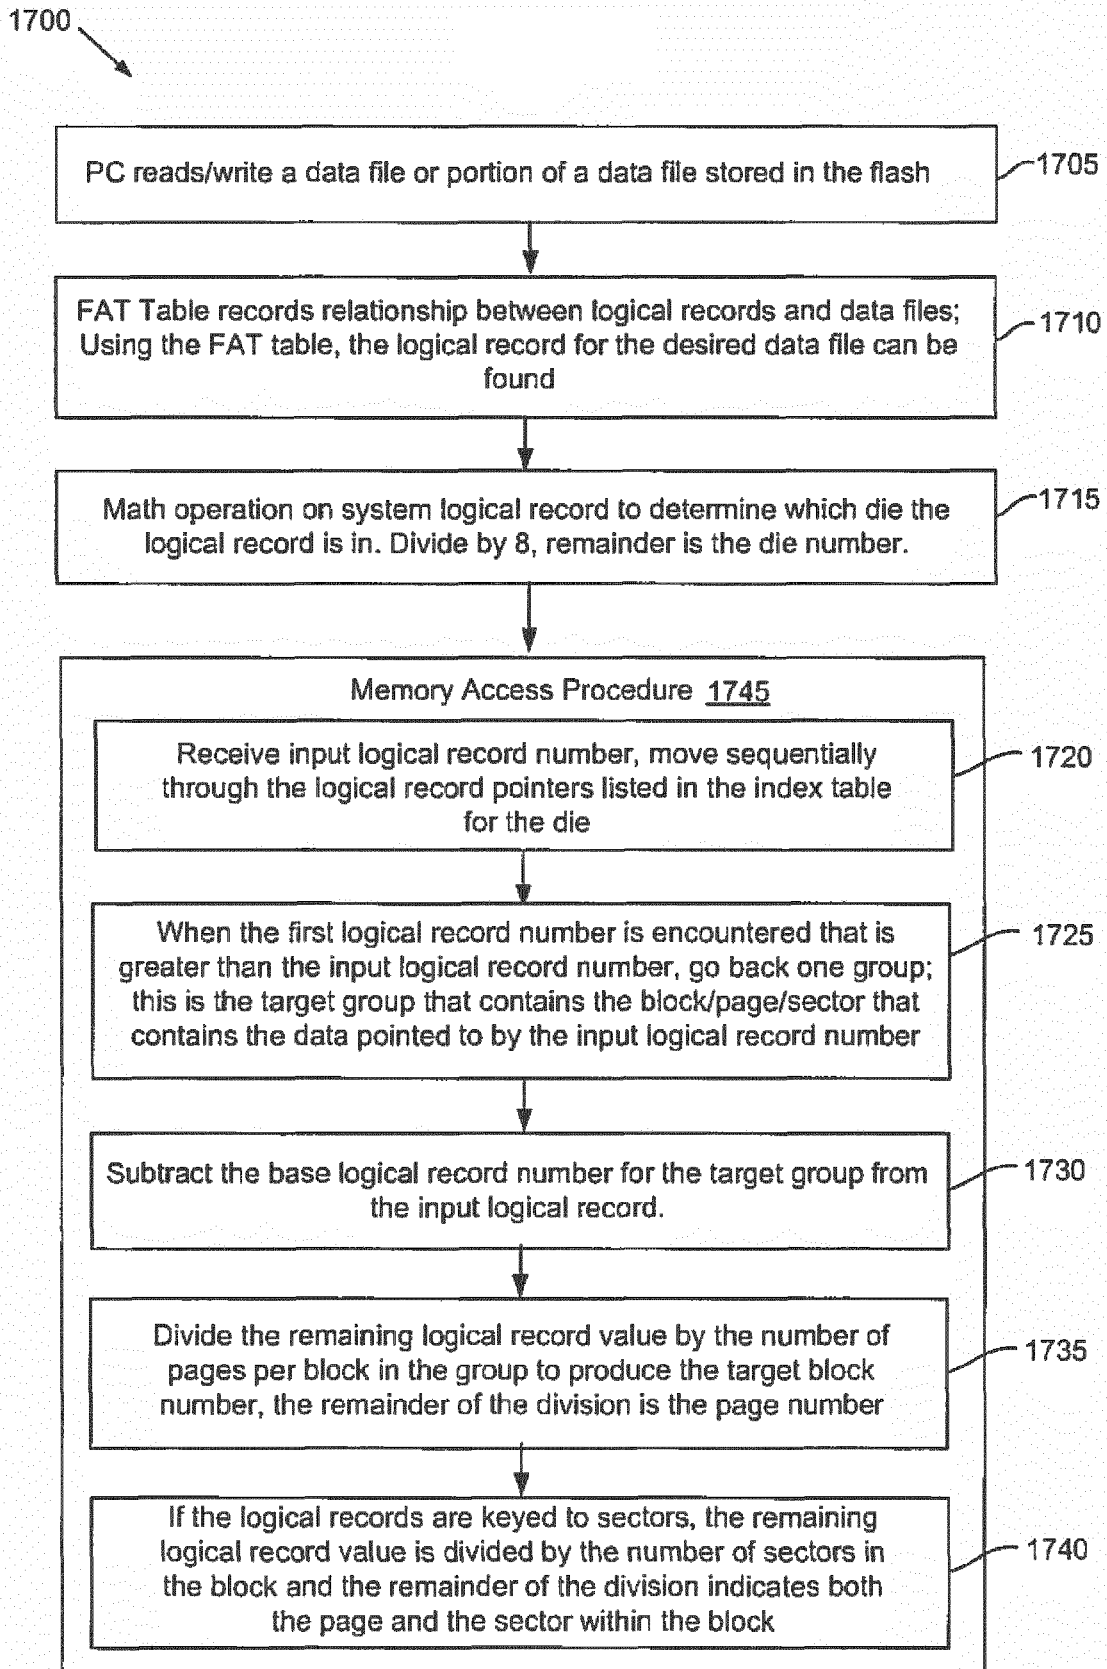 1700
PC reads/write a data file or portion of a data file stored in the flash
1705
FAT Table records relationship between logical records and data files;
Using the FAT table, the logical record for the desired data file can be
found
1710
Math operation on system logical record to determine which die the
logical record is in. Divide by 8, remainder is the die number.
1715
Memory Access Procedure 1745
Receive input logical record number, move sequentially
through the logical record pointers listed in the index table
for the die
1720
When the first logical record number is encountered that is
greater than the input logical record number, go back one group;
this is the target group that contains the block/page/sector that
contains the data pointed to by the input logical record number
1725
Subtract the base logical record number for the target group from
the input logical record.
1730
Divide the remaining logical record value by the number of
pages per block in the group to produce the target block
number, the remainder of the division is the page number
1735
If the logical records are keyed to sectors, the remaining
logical record value is divided by the number of sectors in
the block and the remainder of the division indicates both
the page and the sector within the block
1740